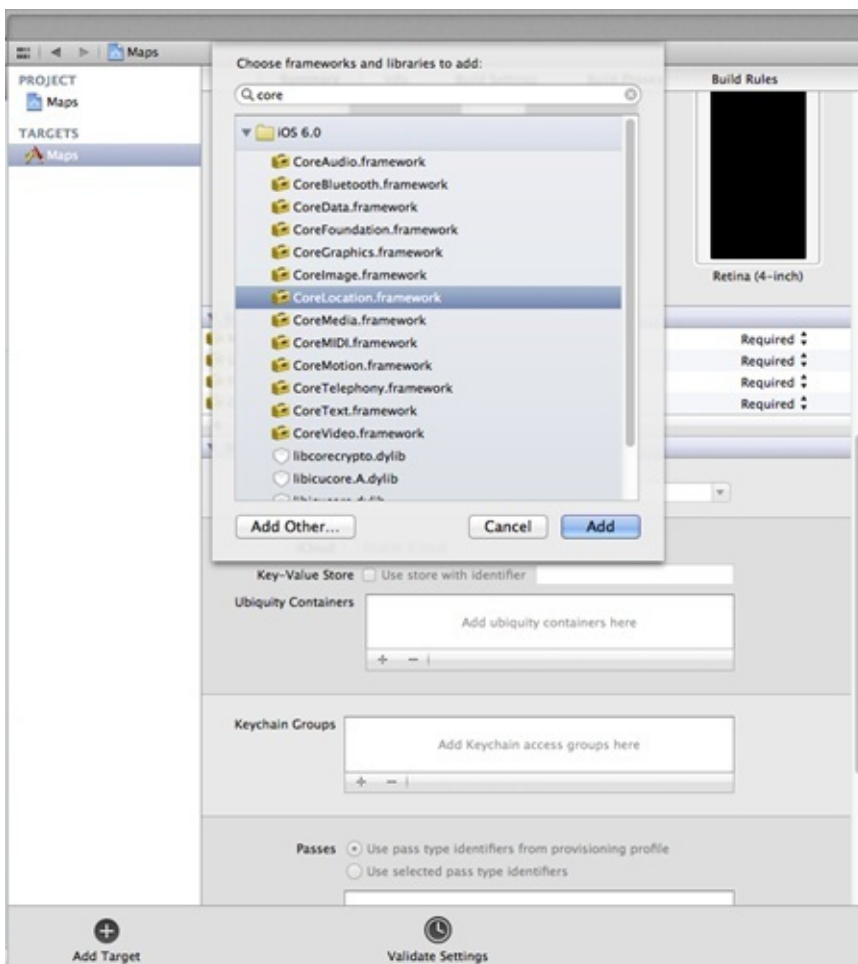 Maps
Choose frameworks and libraries to add:
Build Rules
PROJECT
Maps
core
TARGETS
Maps
iOS 6.0
CoreAudio.framework
CoreBluetooth.framework
CoreData.framework
CoreFoundation.framework
CoreGraphics.framework
CoreImage.framework
Retina (4-inch)
CoreLocation.framework
CoreMedia.framework
CoreMIDI.framework
Required
CoreMotion.framework
Required
CoreTelephony.framework
Required
CoreText.framework
Required
CoreVideo.framework
libcorecrypto.dylib
libicucore.A.dylib
Add Other...
Cancel
Add
Key-Value Store
Use store with identifier
Ubiquity Containers
Add ubiquity containers here
Keychain Groups
Add Keychain access groups here
Passes
Use pass type identifiers from provisioning profile
Use selected pass type identifiers
Add Target
Validate Settings